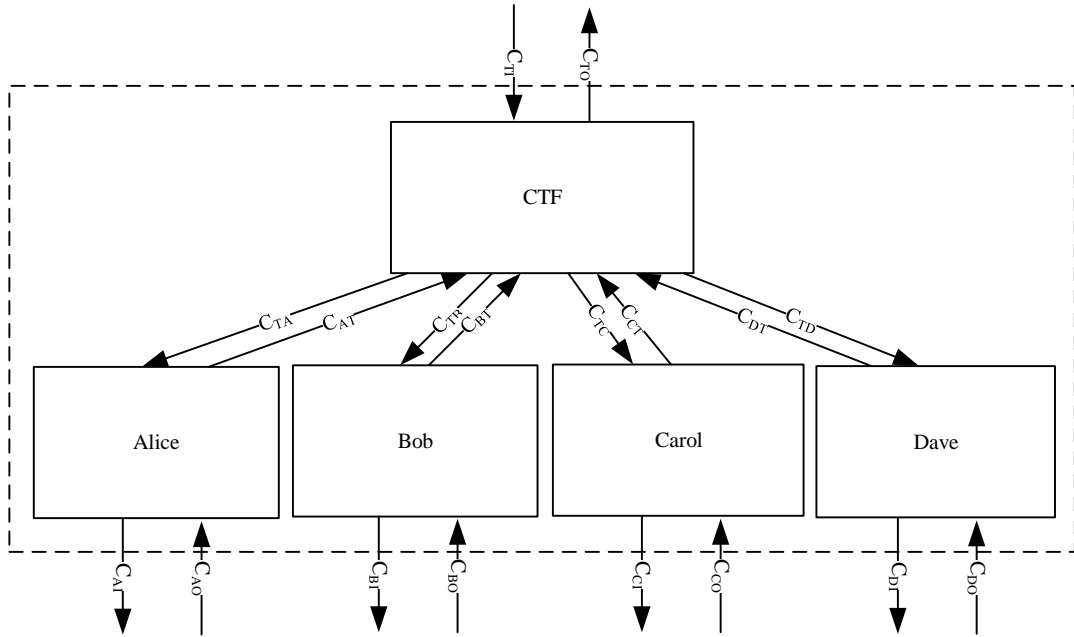 C_TI
C_TO
CTF
C_TA
C_AT
C_TB
C_BT
C_TC
C_CT
C_DT
C_TD
Alice
Bob
Carol
Dave
C_AI
C_AO
C_BI
C_BO
C_CI
C_CO
C_DI
C_DO